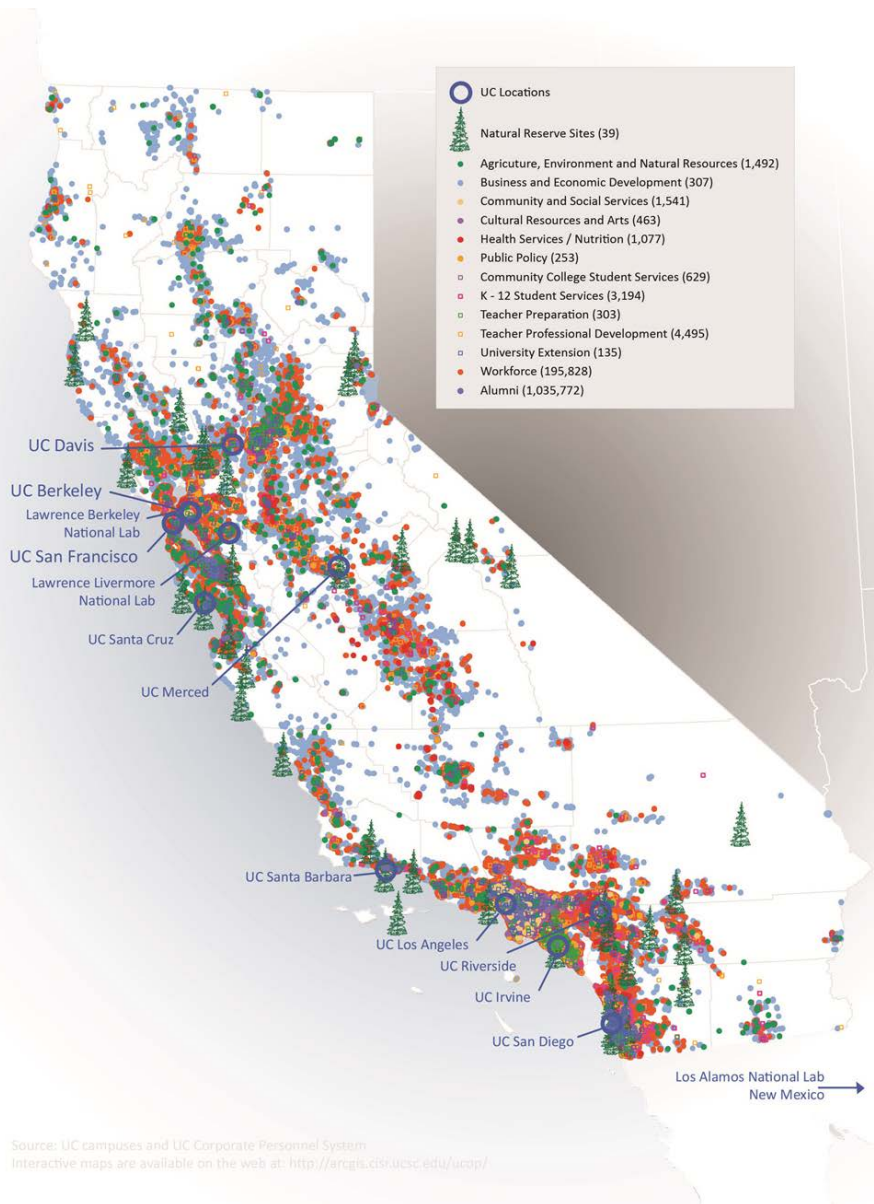 UC Locations
Natural Reserve Sites (39)
Agricuture, Environment and Natural Resources (1,492)
Business and Economic Development (307)
Community and Social Services (1,541)
Cultural Resources and Arts (463)
Health Services / Nutrition (1,077)
Public Policy (253)
Community College Student Services (629)
K - 12 Student Services (3,194)
Teacher Preparation (303)
Teacher Professional Development (4,495)
University Extension (135)
Workforce (195,828)
Alumni (1,035,772)
UC Davis
UC Berkeley
Lawrence Berkeley
National Lab
UC San Francisco
Lawrence Livermore
National Lab
UC Santa Cruz
UC Merced
UC Santa Barbara
UC Los Angeles
UC Riverside
UC Irvine
UC San Diego
Los Alamos National Lab
New Mexico
Source: UC campuses and UC Corporate Personnel System
Interactive maps are available on the web at: http://arcgis.cisr.ucsc.edu/ucop/